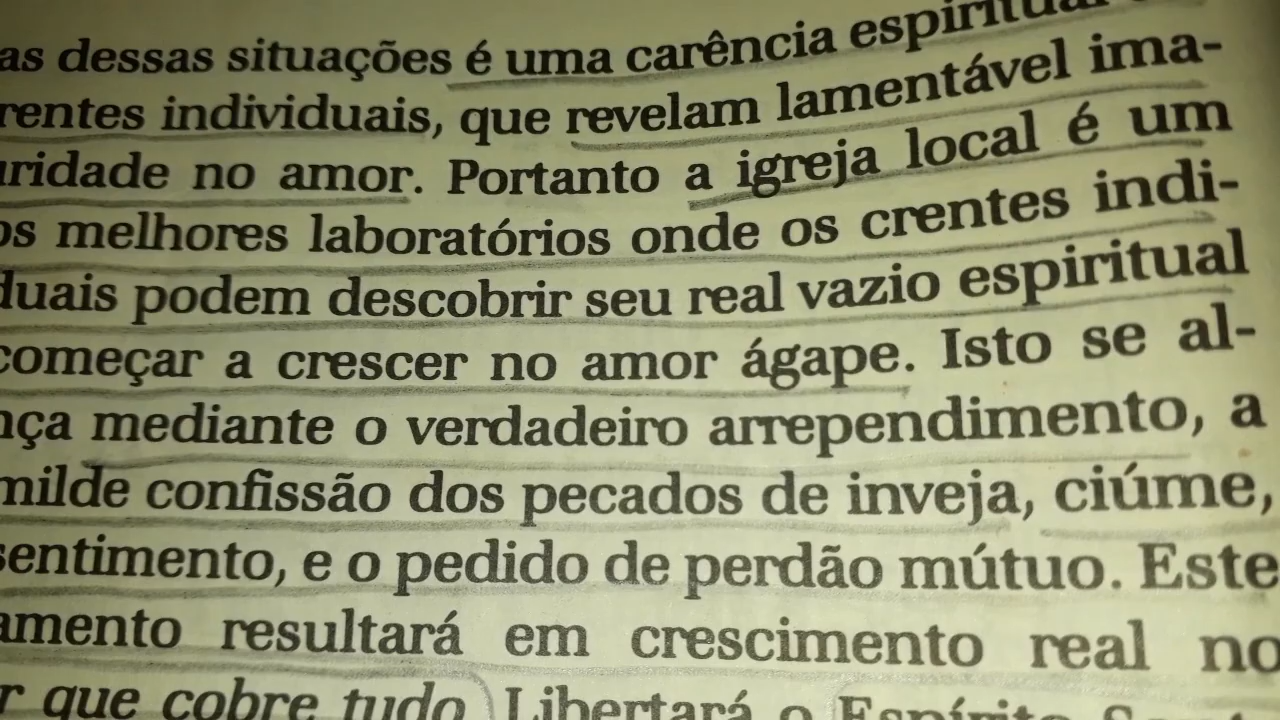 as dessas situações é uma carência espiritual
rentes individuais, que revelam lamentável ima-
uridade no amor. Portanto a igreja local é um
os melhores laboratórios onde os crentes indi-
duais podem descobrir seu real vazio espiritual
começar a crescer no amor ágape. Isto se al-
nça mediante o verdadeiro arrependimento, a
milde confissão dos pecados de inveja, ciúme,
sentimento, e o pedido de perdão mútuo. Este
amento resultará em crescimento real no
r que cobre tudo Libertará o Espírito